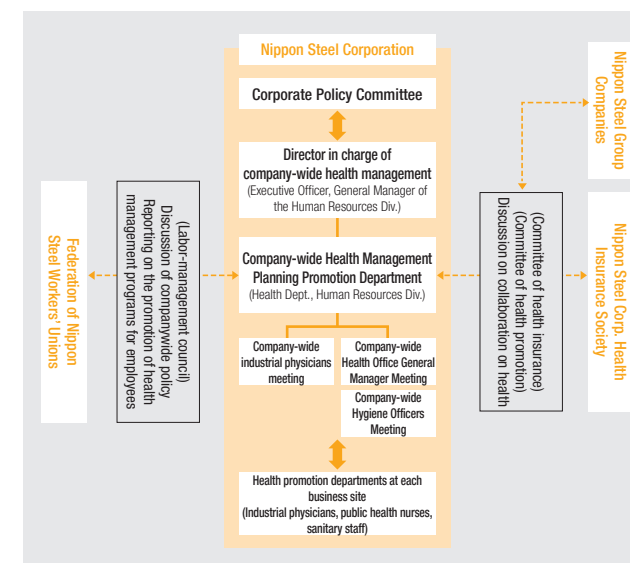 Nippon Steel Corporation
Corporate Policy Committee
Director in charge of
company-wide health management
(Executive Officer, General Manager of
the Human Resources Div.)
Company-wide Health Management
Planning Promotion Department
(Health Dept., Human Resources Div.)
Company-wide
industrial physicians
meeting
Company-wide
Health Office General
Manager Meeting
Company-wide
Hygiene Officers
Meeting
Health promotion departments at each
business site
(Industrial physicians, public health nurses,
sanitary staff)
Federation of Nippon
Steel Workers' Unions
(Labor-management council)
Discussion of companywide policy
Reporting on the promotion of health
management programs for employees
(Committee of health insurance)
(Committee of health promotion)
Discussion on collaboration on health
Nippon Steel Group
Companies
Nippon Steel Corp. Health
Insurance Society